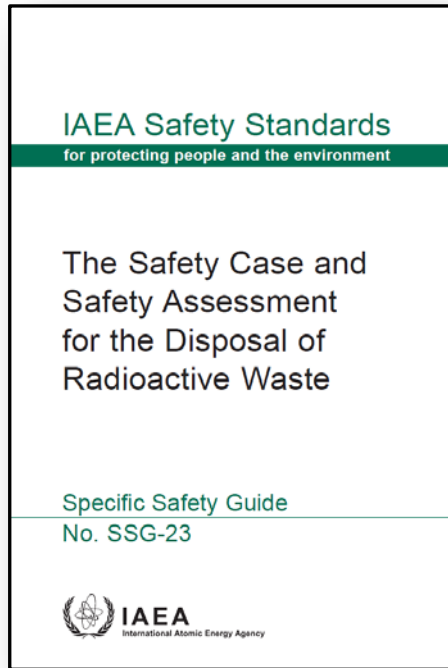 IAEA Safety Standards
for protecting people and the environment
The Safety Case and
Safety Assessment
for the Disposal of
Radioactive Waste
Specific Safety Guide
No. SSG-23
IAEA
International Atomic Energy Agency